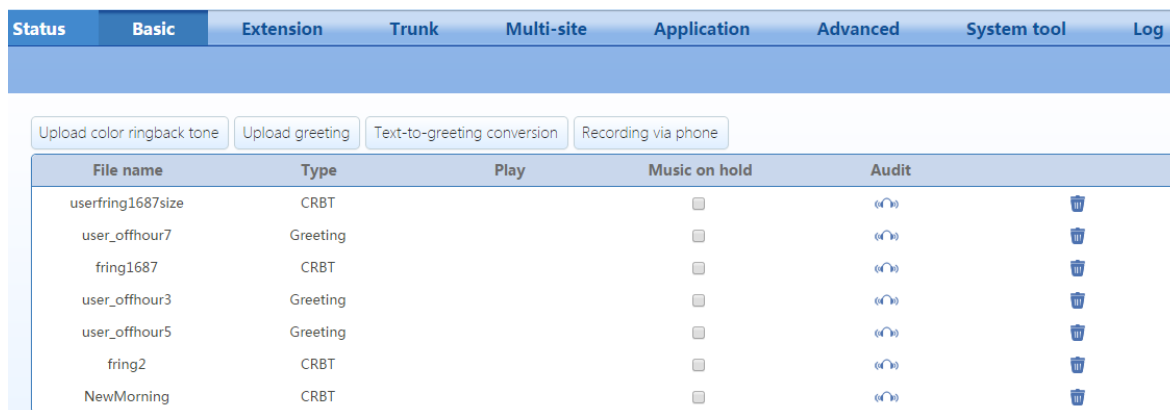 Status Basic Extension Trunk Multi-site Application Advanced System tool Log
Upload color ringback tone Upload greeting Text-to-greeting conversion Recording via phone
File name Type Play Music on hold Audit
userfring1687size CRBT
user_offhour7 Greeting
fring1687 CRBT
user_offhour3 Greeting
user_offhour5 Greeting
fring2 CRBT
NewMorning CRBT